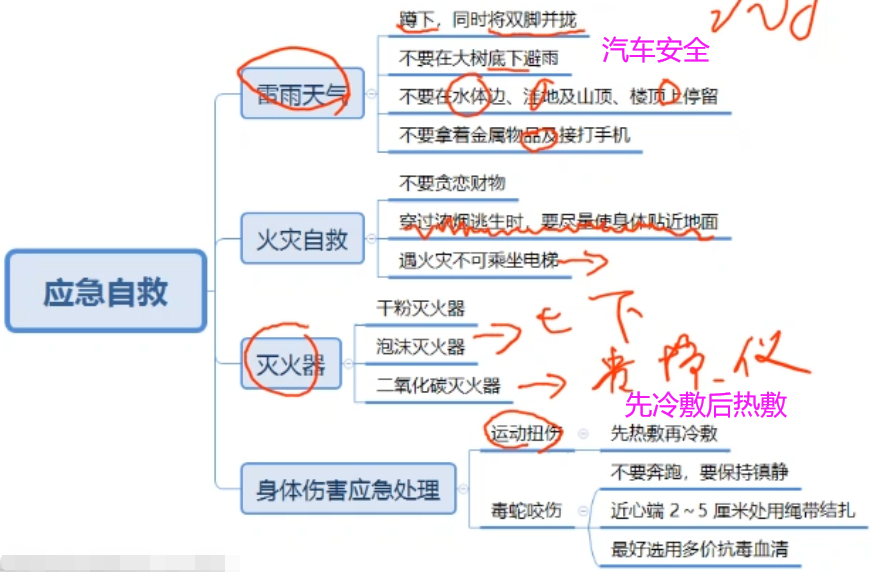 蹲下，同时将双脚并拢
汽车安全
不要在大树底下避雨
雷雨天气
不要在水体边、洼地及山顶、楼顶上停留
不要拿着金属物品及接打手机
不要贪恋财物
火灾自救
穿过浓烟逃生时，要尽量使身体贴近地面
遇火灾不可乘坐电梯
应急自救
干粉灭火器
灭火器
泡沫灭火器
二氧化碳灭火器
先冷敷后热敷
运动扭伤
先热敷再冷敷
身体伤害应急处理
不要奔跑，要保持镇静
毒蛇咬伤
近心端 2～5 厘米处用绳带结扎
最好选用多价抗毒血清